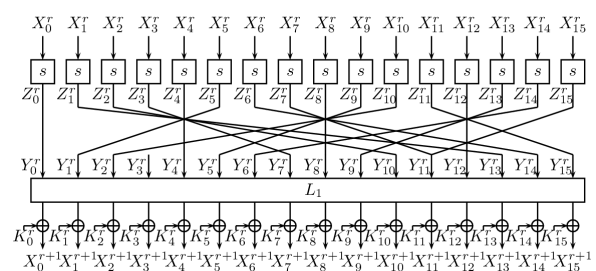 X_0^r X_1^r X_2^r X_3^r X_4^r X_5^r X_6^r X_7^r X_8^r X_9^r X_10^r X_11^r X_12^r X_13^r X_14^r X_15^r
s s s s s s s s s s s s s s s s
Z_0^r Z_1^r Z_2^r Z_3^r Z_4^r Z_5^r Z_6^r Z_7^r Z_8^r Z_9^r Z_10^r Z_11^r Z_12^r Z_13^r Z_14^r Z_15^r
Y_0^r Y_1^r Y_2^r Y_3^r Y_4^r Y_5^r Y_6^r Y_7^r Y_8^r Y_9^r Y_10^r Y_11^r Y_12^r Y_13^r Y_14^r Y_15^r
L_1
K_0^r K_1^r K_2^r K_3^r K_4^r K_5^r K_6^r K_7^r K_8^r K_9^r K_10^r K_11^r K_12^r K_13^r K_14^r K_15^r
X_0^r+1 X_1^r+1 X_2^r+1 X_3^r+1 X_4^r+1 X_5^r+1 X_6^r+1 X_7^r+1 X_8^r+1 X_9^r+1 X_10^r+1 X_11^r+1 X_12^r+1 X_13^r+1 X_14^r+1 X_15^r+1